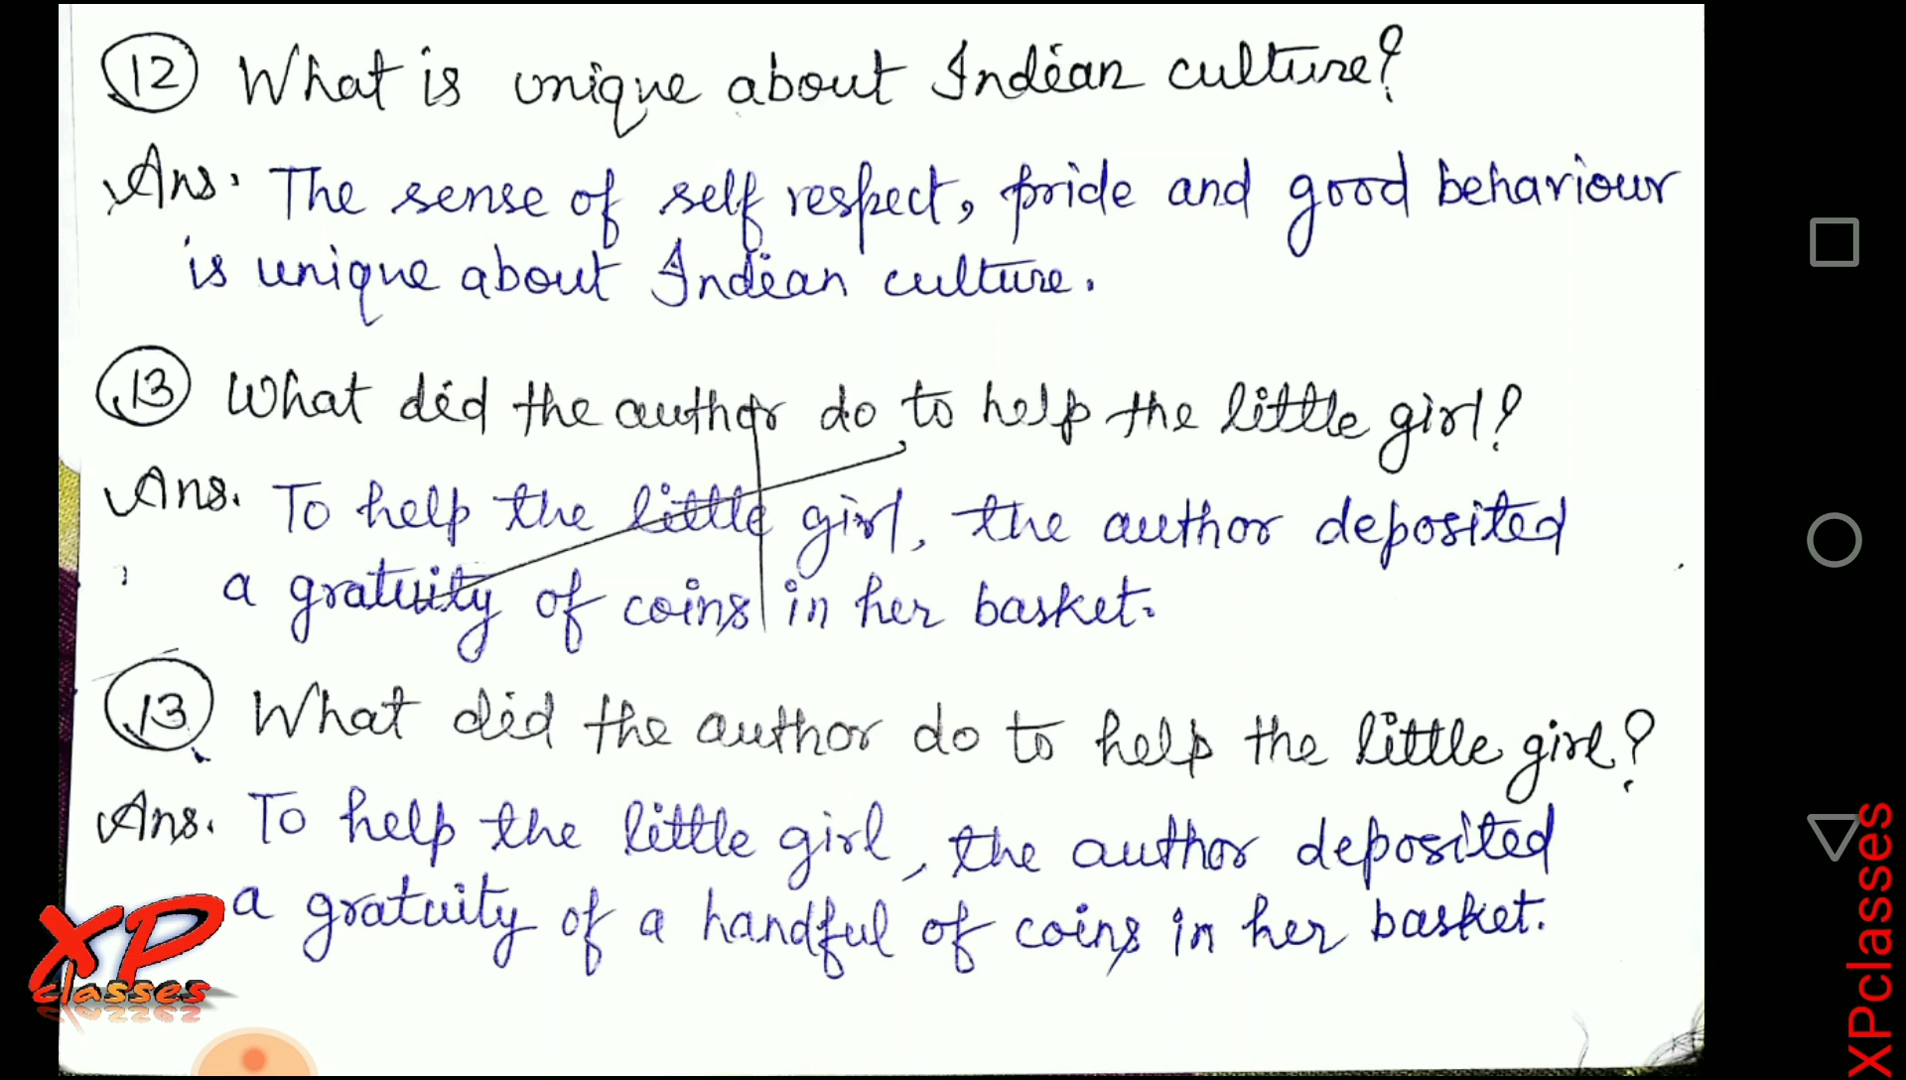 12 What is unique about Indian culture?
Ans. The sense of self respect, pride and good behaviour
is unique about Indian culture.
13 What did the author do to help the little girl?
Ans. To help the little girl, the author deposited
a gratuity of coins in her basket.
13 What did the author do to help the little girl?
Ans. To help the little girl, the author deposited
a gratuity of a handful of coins in her basket.
XP
classes
XPclasses